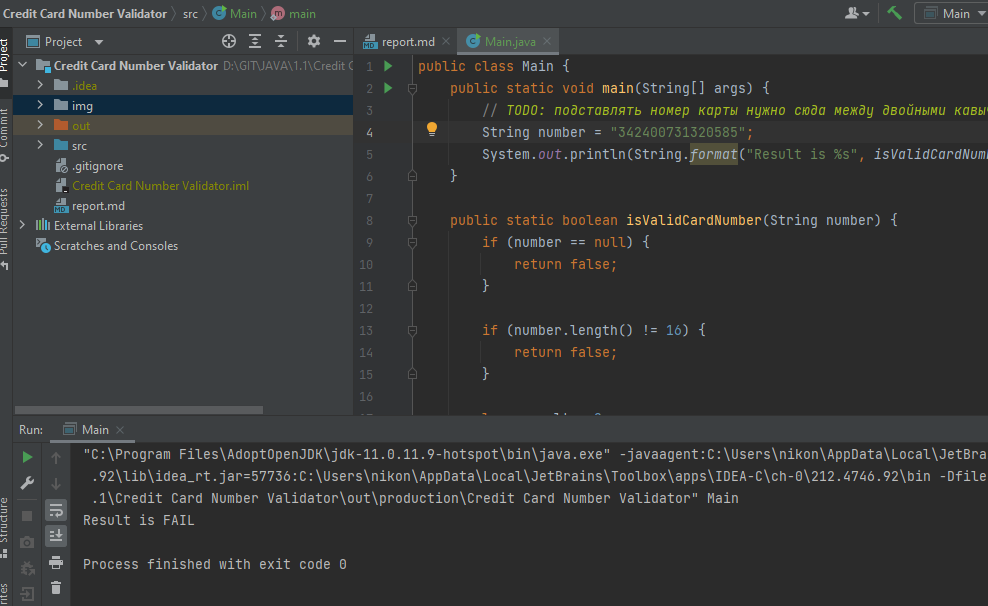 Credit Card Number Validator src Main main Main
Project
report.md
Main.java
Project
Commit
Pull Requests
Structure
Credit Card Number Validator D:\GIT\JAVA\1.1\Credit C
.idea
img
out
src
.gitignore
Credit Card Number Validator.iml
report.md
External Libraries
Scratches and Consoles
1 public class Main {
2 public static void main(String[] args) {
3 // TODO: подставлять номер карты нужно сюда между двойными кавы
4 String number = "342400731320585";
5 System.out.println(String.format("Result is %s", isValidCardNum
6 }
7
8 public static boolean isValidCardNumber(String number) {
9 if (number == null) {
10 return false;
11 }
12
13 if (number.length() != 16) {
14 return false;
15 }
16
Run: Main
"C:\Program Files\AdoptOpenJDK\jdk-11.0.11.9-hotspot\bin\java.exe" -javaagent:C:\Users\nikon\AppData\Local\JetBra
.92\lib\idea_rt.jar=57736:C:\Users\nikon\AppData\Local\JetBrains\Toolbox\apps\IDEA-C\ch-0\212.4746.92\bin -Dfile
.1\Credit Card Number Validator\out\production\Credit Card Number Validator" Main
Result is FAIL
Process finished with exit code 0